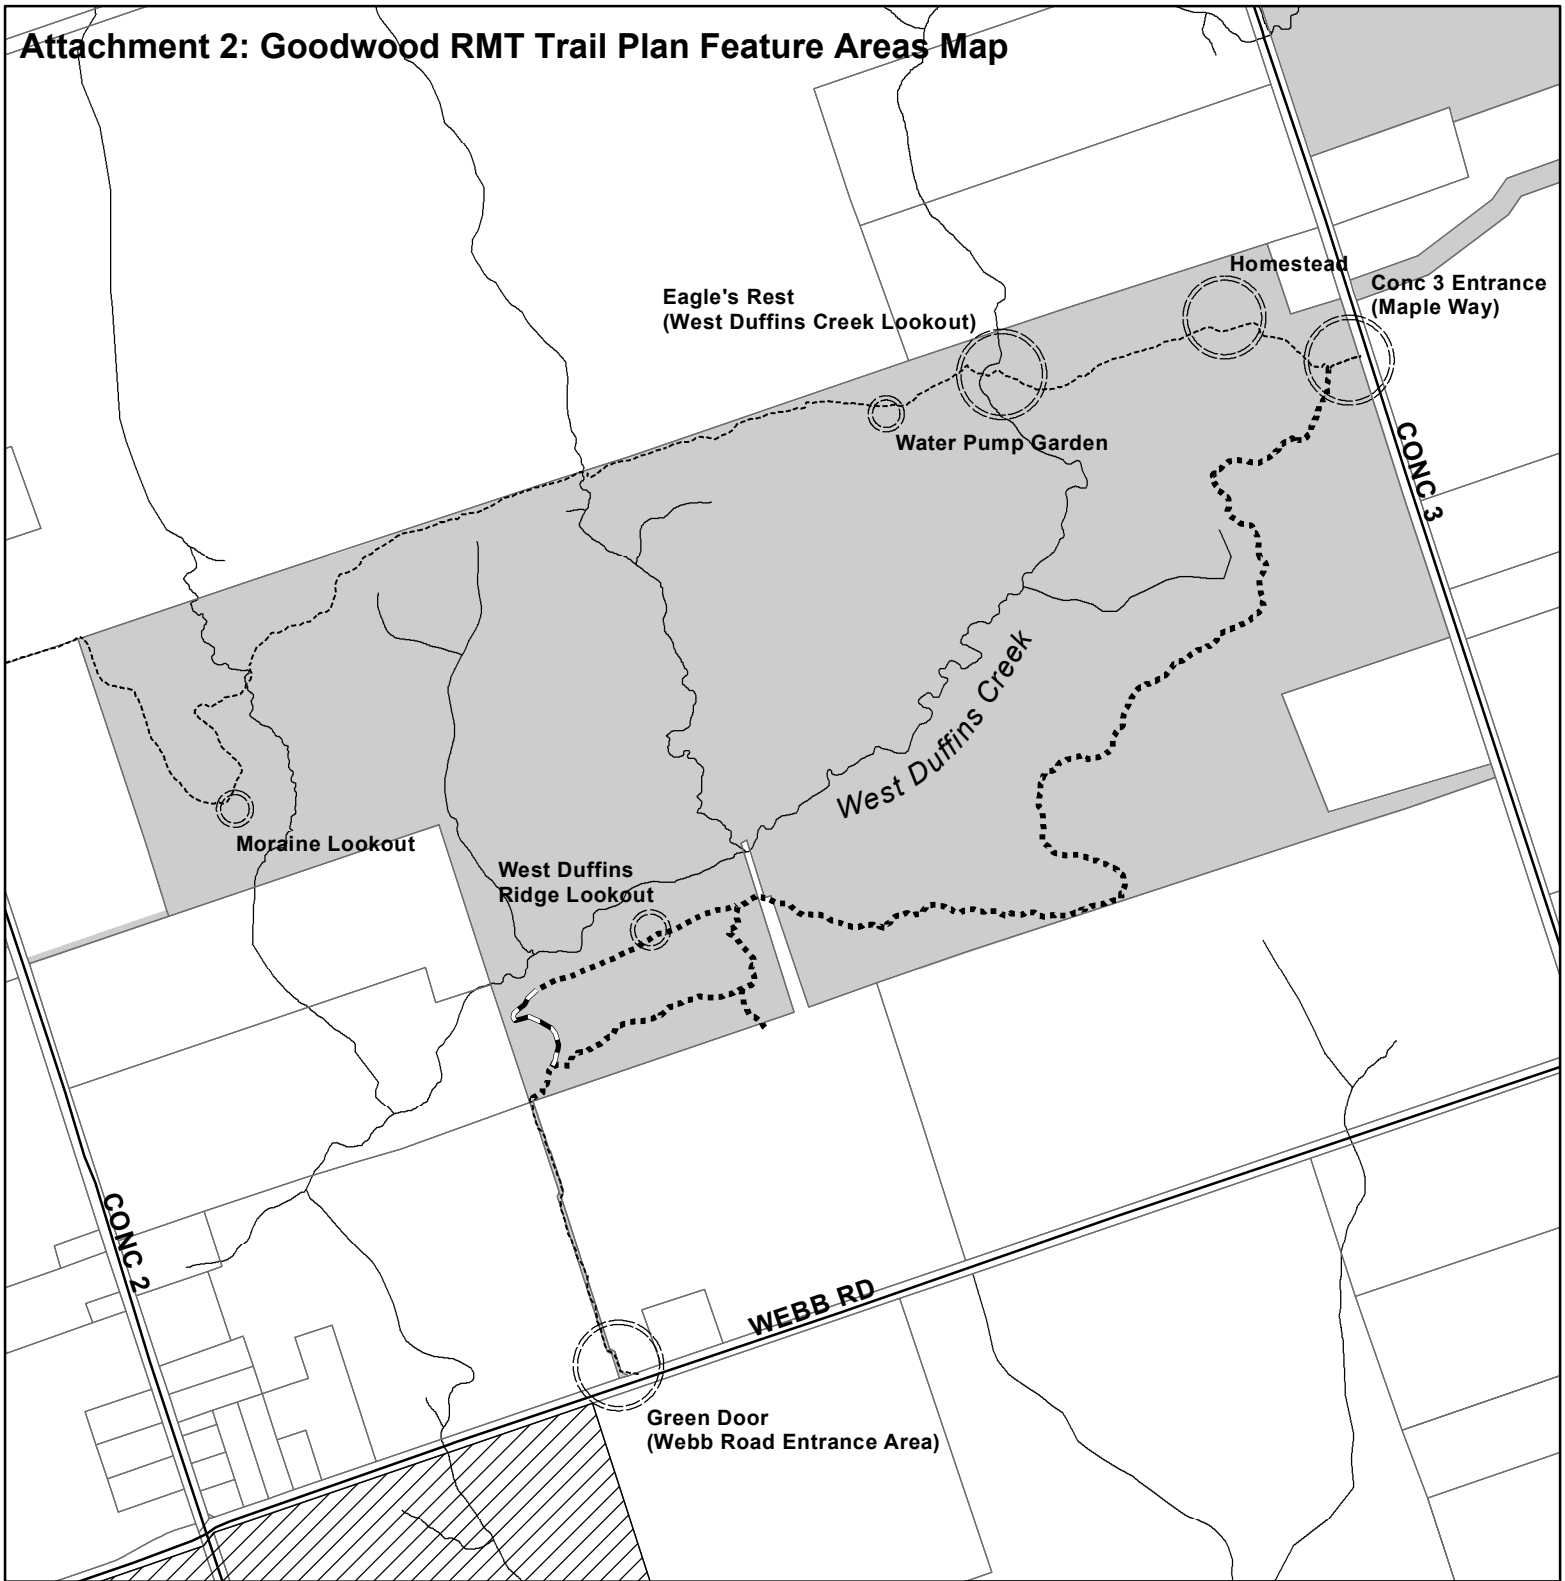 Attachment 2: Goodwood RMT Trail Plan Feature Areas Map
Homestead
Conc 3 Entrance
(Maple Way)
Eagle's Rest
(West Duffins Creek Lookout)
Water Pump Garden
CONC 3
West Duffins Creek
Moraine Lookout
West Duffins
Ridge Lookout
CONC 2
WEBB RD
Green Door
(Webb Road Entrance Area)